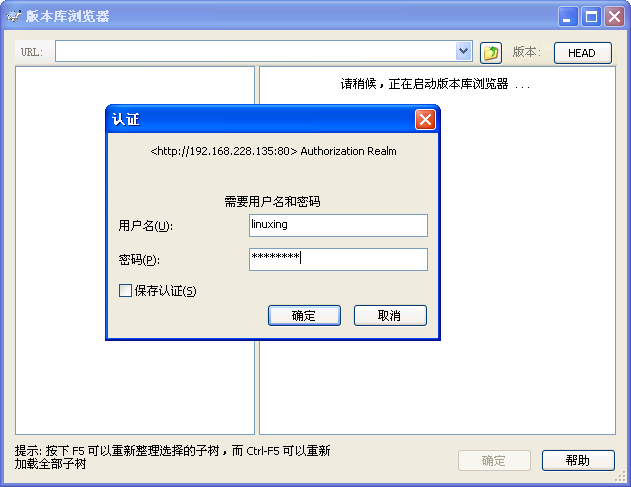 版本库浏览器
URL:
版本:
HEAD
请稍候，正在启动版本库浏览器 ...
认证
<http://192.168.228.135:80> Authorization Realm
需要用户名和密码
用户名(U):
linuxing
密码(P):
********
保存认证(S)
确定
取消
提示: 按下 F5 可以重新整理选择的子树，而 Ctrl-F5 可以重新
加载全部子树
确定
帮助